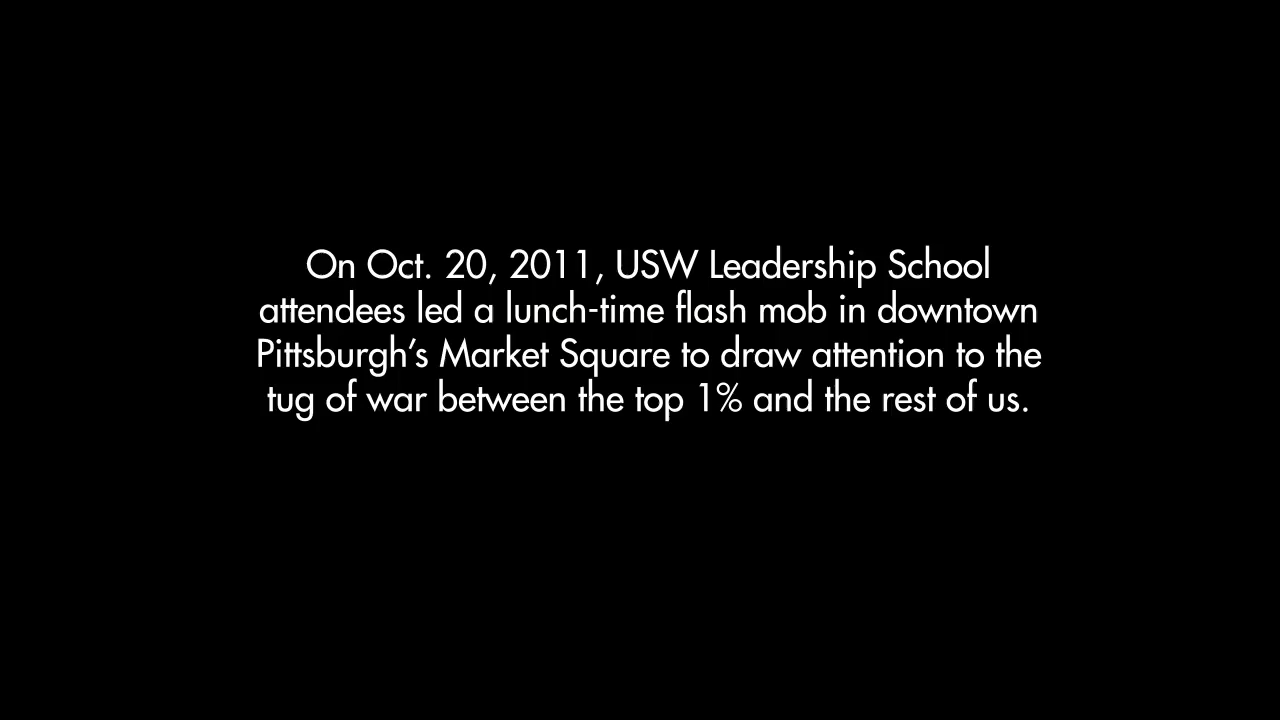 On Oct. 20, 2011, USW Leadership School
attendees led a lunch-time flash mob in downtown
Pittsburgh’s Market Square to draw attention to the
tug of war between the top 1% and the rest of us.